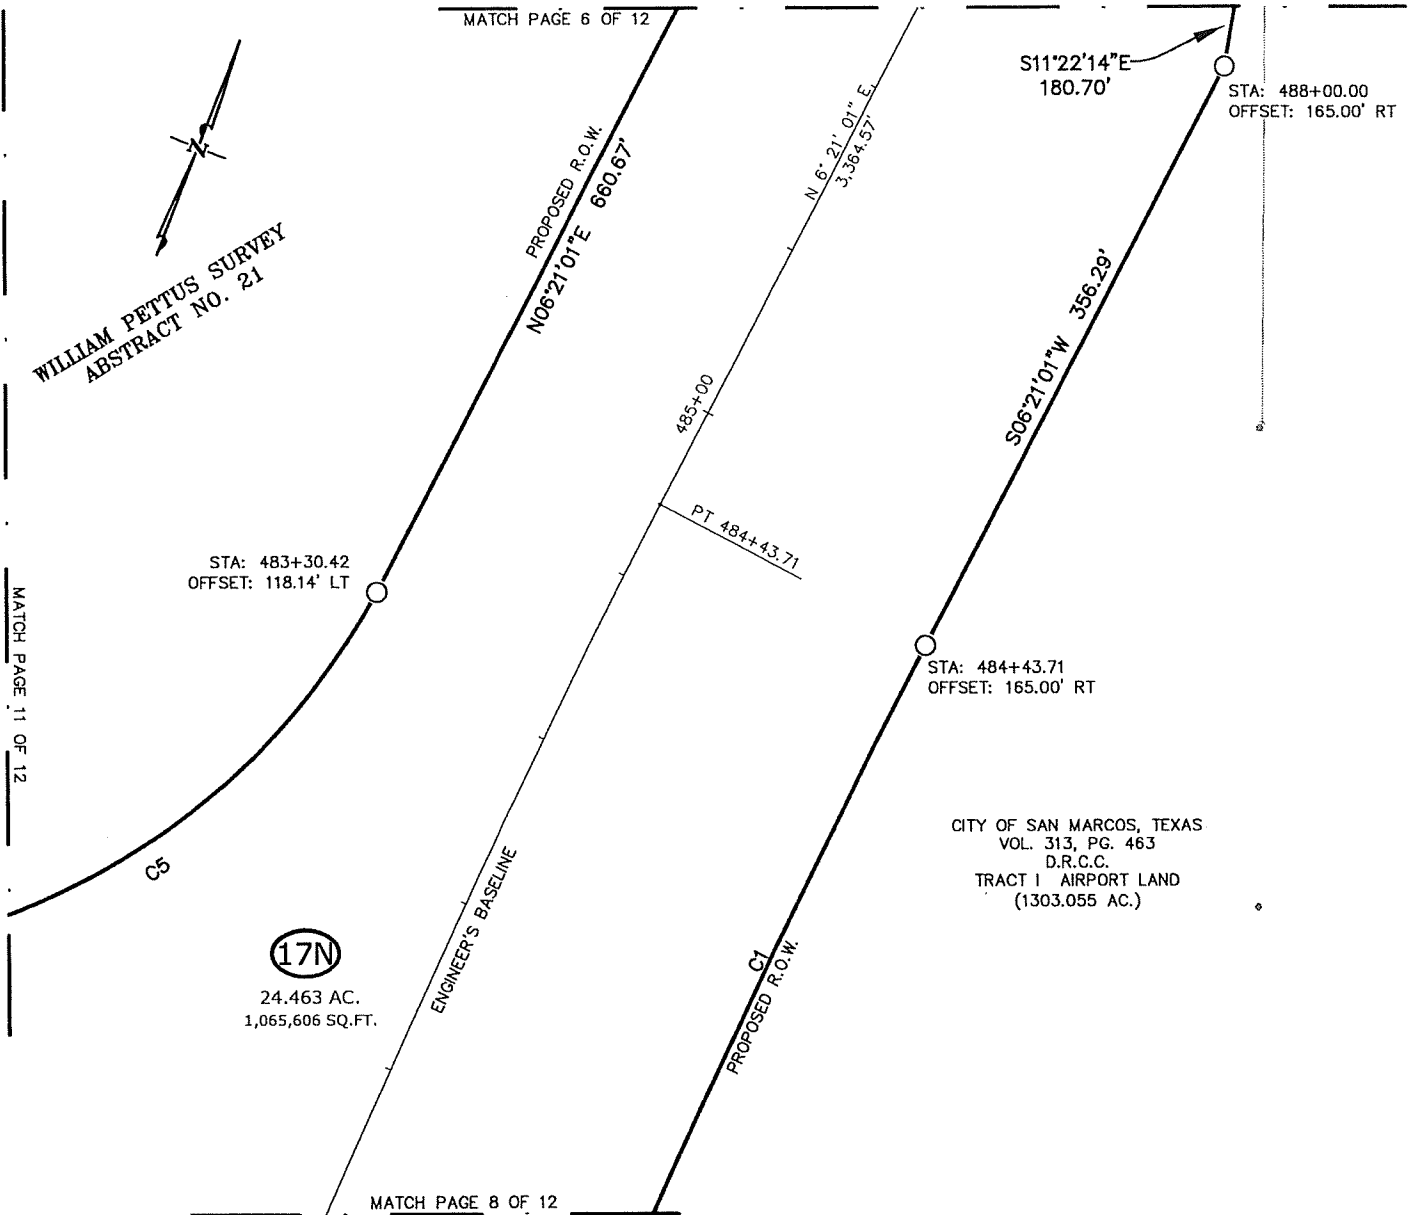 MATCH PAGE 6 OF 12
S11°22'14"E
180.70'
STA: 488+00.00
OFFSET: 165.00' RT
N
WILLIAM PETTUS SURVEY
ABSTRACT NO. 21
PROPOSED R.O.W.
N06°21'01"E 660.67'
N 6° 21' 01" E,
3,364.57'
S06°21'01"W 356.29'
485+00
PT 484+43.71
STA: 483+30.42
OFFSET: 118.14' LT
MATCH PAGE 11 OF 12
STA: 484+43.71
OFFSET: 165.00' RT
CITY OF SAN MARCOS, TEXAS
VOL. 313, PG. 463
D.R.C.C.
TRACT I AIRPORT LAND
(1303.055 AC.)
C5
ENGINEER'S BASELINE
17N
24.463 AC.
1,065,606 SQ.FT.
C1
PROPOSED R.O.W.
MATCH PAGE 8 OF 12